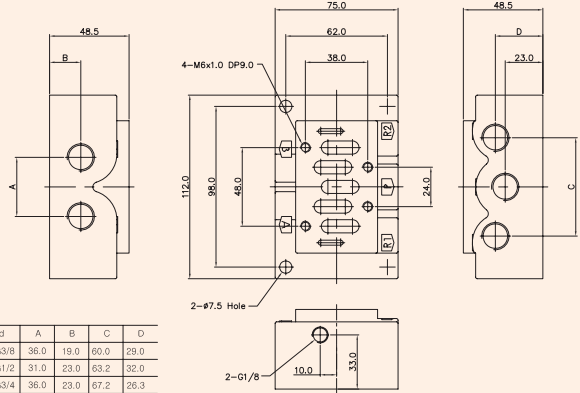 75.0
48.5
48.5
62.0
B
D
4-M6x1.0 DP9.0
38.0
23.0
R2
B
A
112.0
98.0
48.0
P
24.0
C
A
R1
2-ø7.5 Hole
d A B C D
G3/8 36.0 19.0 60.0 29.0
G1/2 31.0 23.0 63.2 32.0
G3/4 36.0 23.0 67.2 26.3
10.0
33.0
2-G1/8